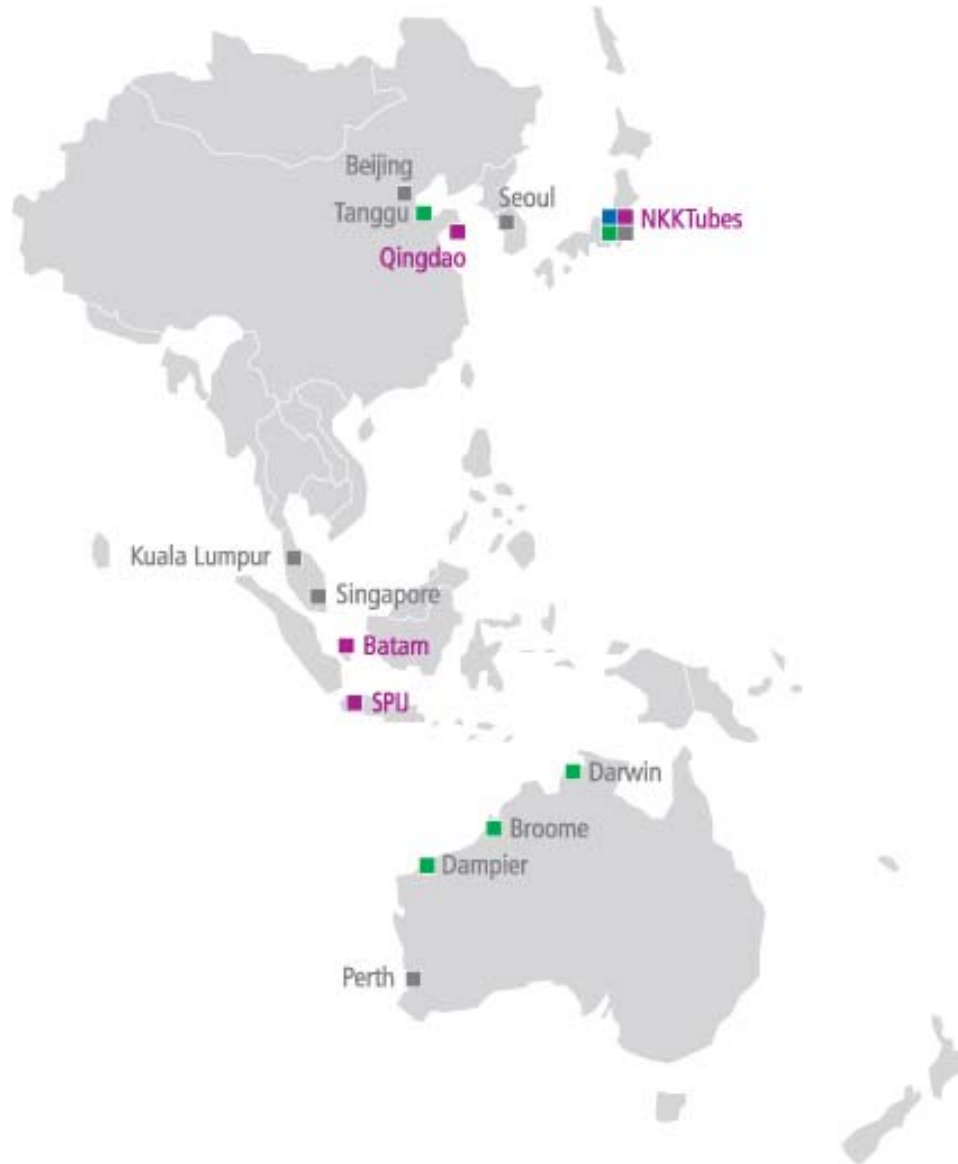 Beijing
Seoul
Tanggu
NKKTubes
Qingdao
Kuala Lumpur
Singapore
Batam
SPIJ
Darwin
Broome
Dampier
Perth